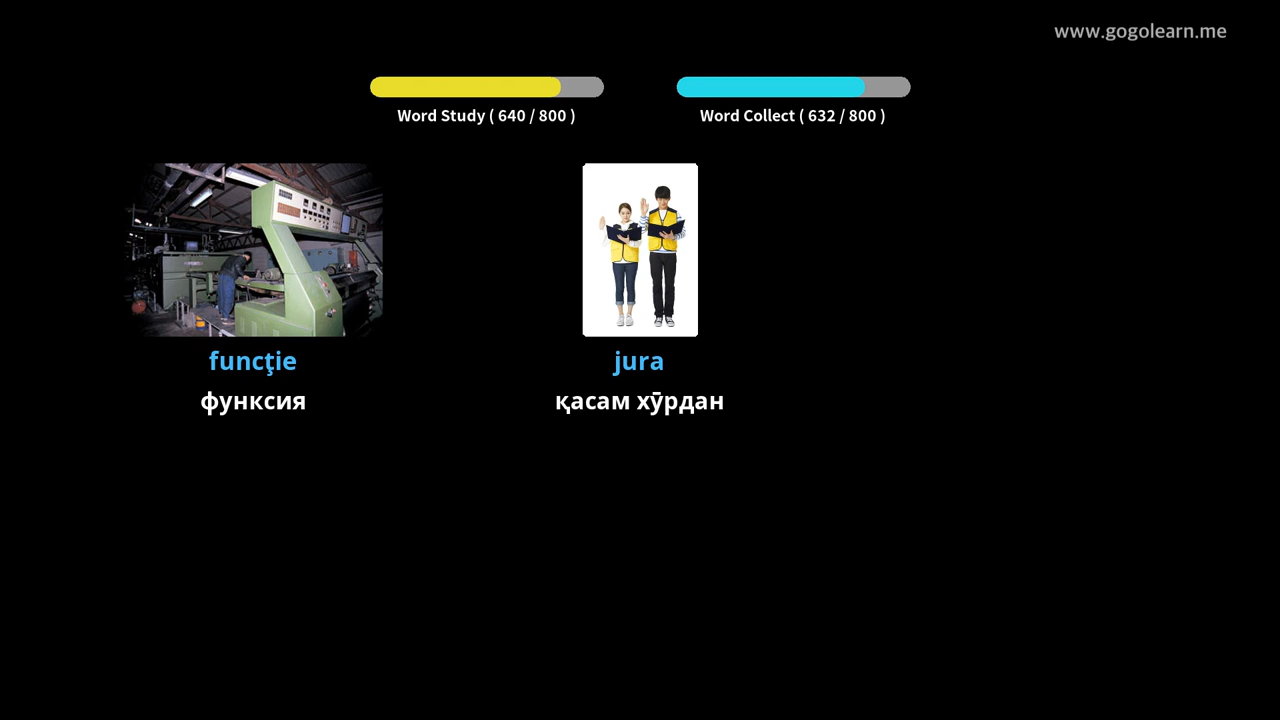 www.gogolearn.me
Word Study ( 640 / 800 )
Word Collect ( 632 / 800 )
funcţie
jura
функсия
қасам хӯрдан